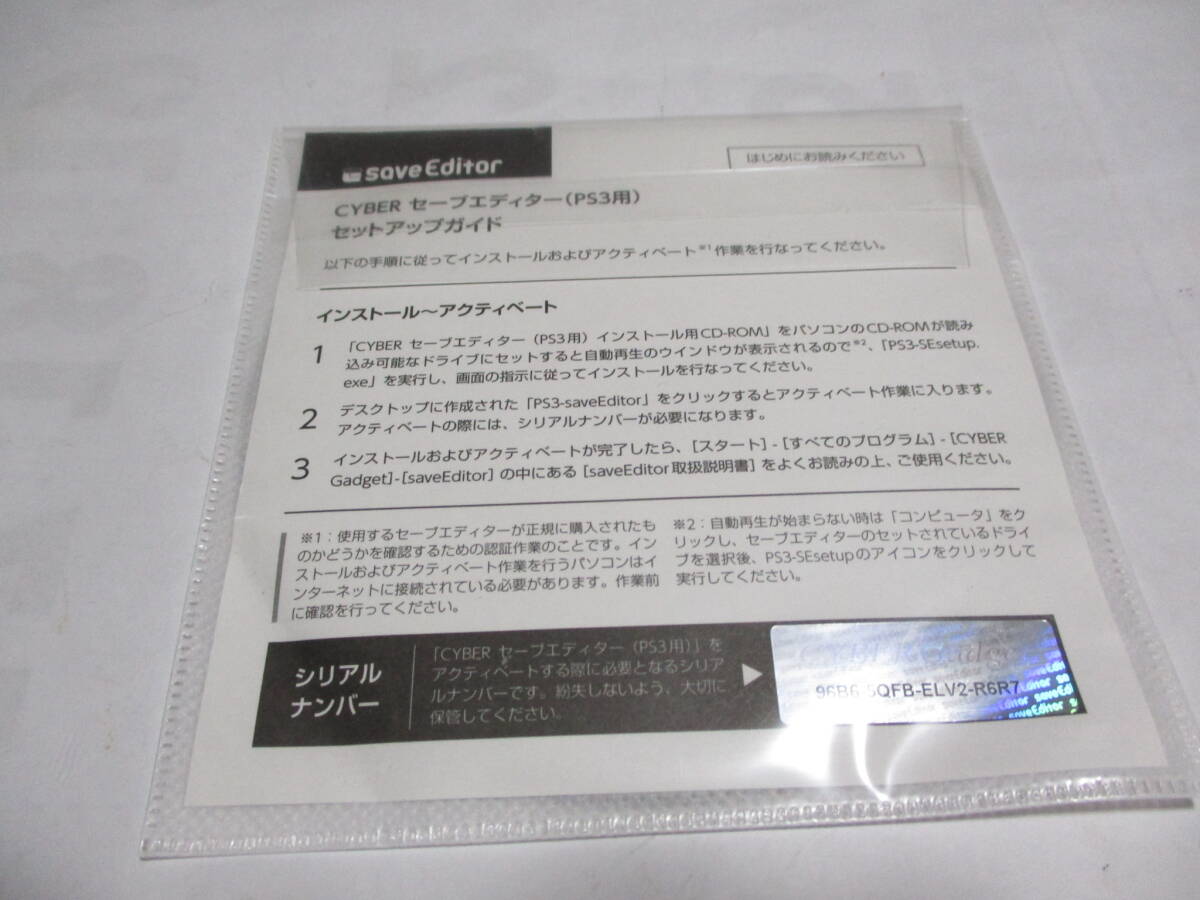 saveEditor
はじめにお読みください
CYBER セーブエディター(PS3用)
セットアップガイド
以下の手順に従ってインストールおよびアクティベート※1作業を行なってください。
インストール～アクティベート
1 「CYBER セーブエディター(PS3用)インストール用CD-ROM」をパソコンのCD-ROMが読み
込み可能なドライブにセットすると自動再生のウインドウが表示されるので※2、「PS3-SEsetup.
exe」を実行し、画面の指示に従ってインストールを行なってください。
2 デスクトップに作成された「PS3-saveEditor」をクリックするとアクティベート作業に入ります。
アクティベートの際には、シリアルナンバーが必要になります。
3 インストールおよびアクティベートが完了したら、[スタート]-[すべてのプログラム]-[CYBER
Gadget]-[saveEditor]の中にある[saveEditor取扱説明書]をよくお読みの上、ご使用ください。
※1：使用するセーブエディターが正規に購入されたも
のかどうかを確認するための認証作業のことです。イン
ストールおよびアクティベート作業を行うパソコンはイ
ンターネットに接続されている必要があります。作業前
に確認を行ってください。
※2：自動再生が始まらない時は「コンピュータ」をク
リックし、セーブエディターのセットされているドライ
ブを選択後、PS3-SEsetupのアイコンをクリックして
実行してください。
シリアル
ナンバー
「CYBER セーブエディター(PS3用)」を
アクティベートする際に必要となるシリア
ルナンバーです。紛失しないよう、大切に
保管してください。
CYBER Gadget
96B6-5QFB-ELV2-R6R7